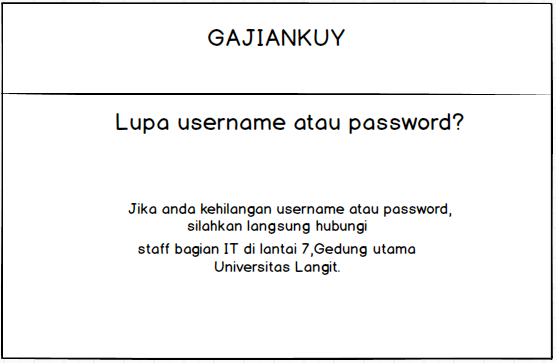 GAJIANKUY
Lupa username atau password?
Jika anda kehilangan username atau password,
silahkan langsung hubungi
staff bagian IT di lantai 7,Gedung utama
Universitas Langit.